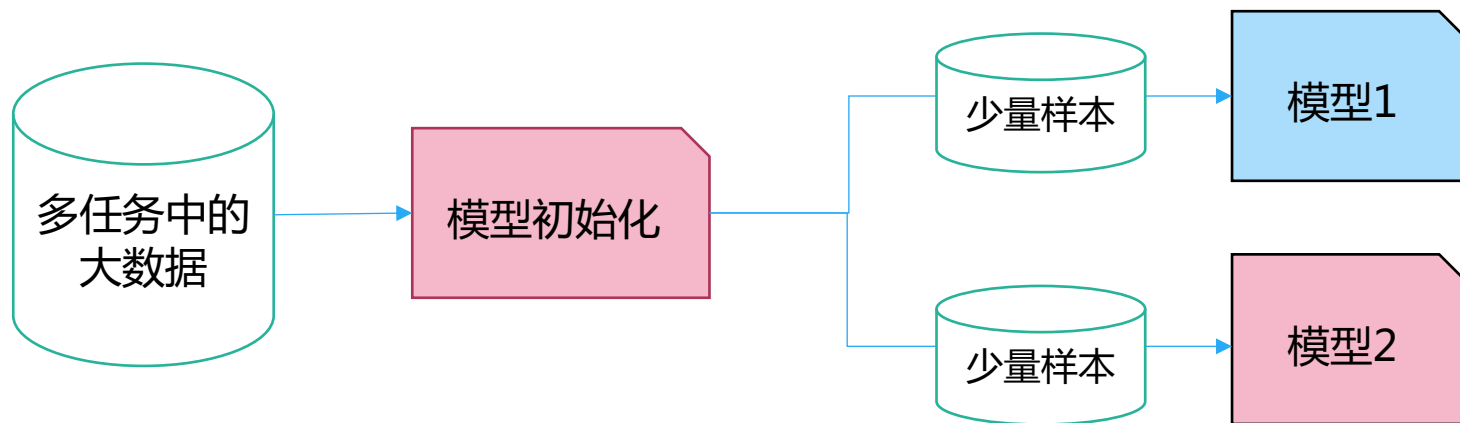 多任务中的
大数据
模型初始化
少量样本
模型1
少量样本
模型2